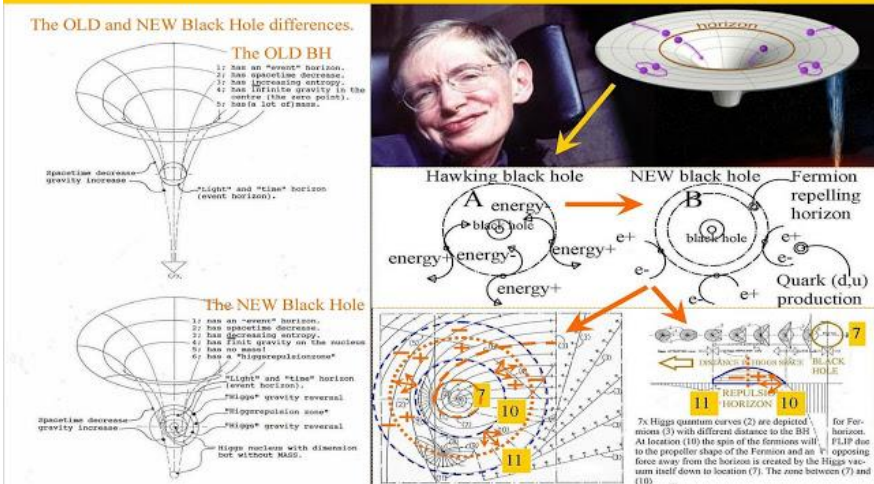 The OLD and NEW Black Hole differences.
The OLD BH
1; has an "event" horizon.
2; has spacetime decrease.
3; has increasing entropy.
4; has infinite gravity in the
centre (the zero point).
5; has(a lot of)mass.
Spacetime decrease
gravity increase
"Light" and "time" horizon
(event horizon).
The NEW Black Hole
1; has an "event" horizon.
2; has spacetime decrease.
3; has decreasing entropy.
4; has finit gravity on the nucleus
5; has no mass!
6; has a "higgsrepulsionzone"
"Light" and "time" horizon
(event horizon).
"Higgs" gravity reversal
"Higgsrepulsion zone"
"Higgs" gravity reversal
Spacetime decrease
gravity increase
Higgs nucleus with dimension
bot without MASS.
horizon
Hawking black hole
A
energy-
black hole
energy+
energy-
energy+
energy+
NEW black hole
B
black hole
Fermion
repelling
horizon
e+
e-
e+
e-
e-
e+
Quark (d,u)
production
7
10
11
7
DISTANCE IN HIGGS SPACE
BLACK
HOLE
11
REPULSION
HORIZON
10
7x Higgs quantum curves (2) are depicted for Fer-
mions (3) with different distance to the BH horizon.
At location (10) the spin of the fermions will FLIP due
to the propeller shape of the Fermion and an opposing
force away from the horizon is created by the Higgs vac-
uum itself down to location (7). The zone between (7) and
(10)